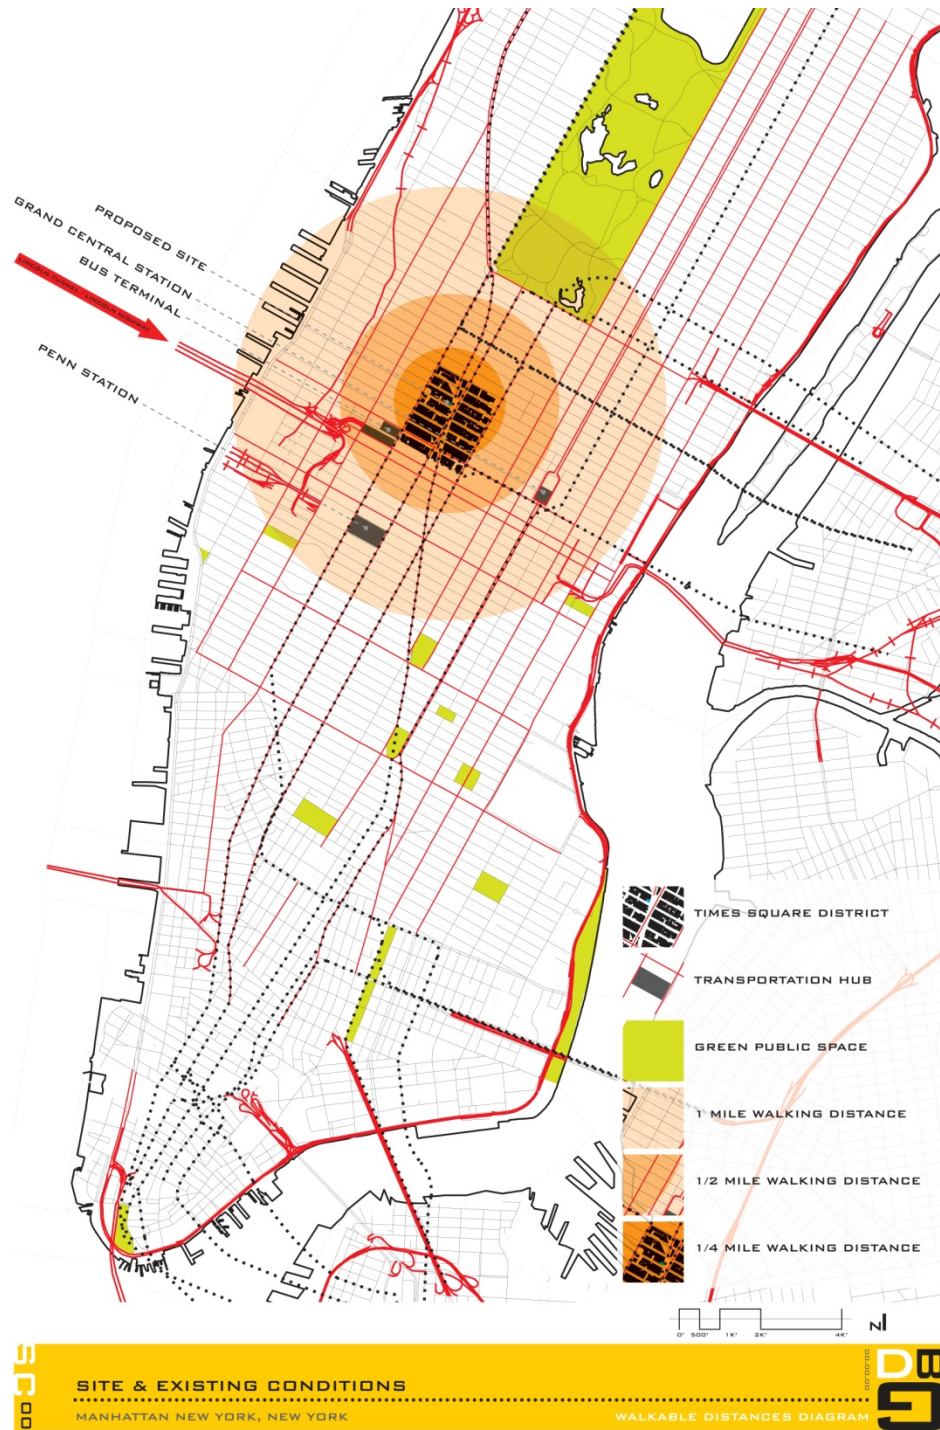 PROPOSED SITE
GRAND CENTRAL STATION
BUS TERMINAL
LINCOLN TUNNEL - LINCOLN HIGHWAY
PENN STATION
TIMES SQUARE DISTRICT
TRANSPORTATION HUB
GREEN PUBLIC SPACE
1 MILE WALKING DISTANCE
1/2 MILE WALKING DISTANCE
1/4 MILE WALKING DISTANCE
0' 500' 1K' 2K' 4K'
N
SC 00
SITE & EXISTING CONDITIONS
MANHATTAN NEW YORK, NEW YORK
WALKABLE DISTANCES DIAGRAM
DBG